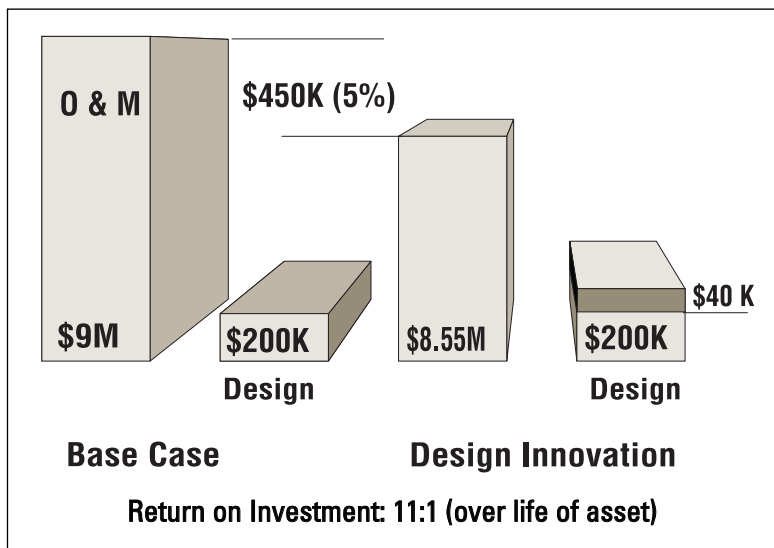 O & M
$450K (5%)
$9M
$200K
Design
$8.55M
$40 K
$200K
Design
Base Case
Design Innovation
Return on Investment: 11:1 (over life of asset)